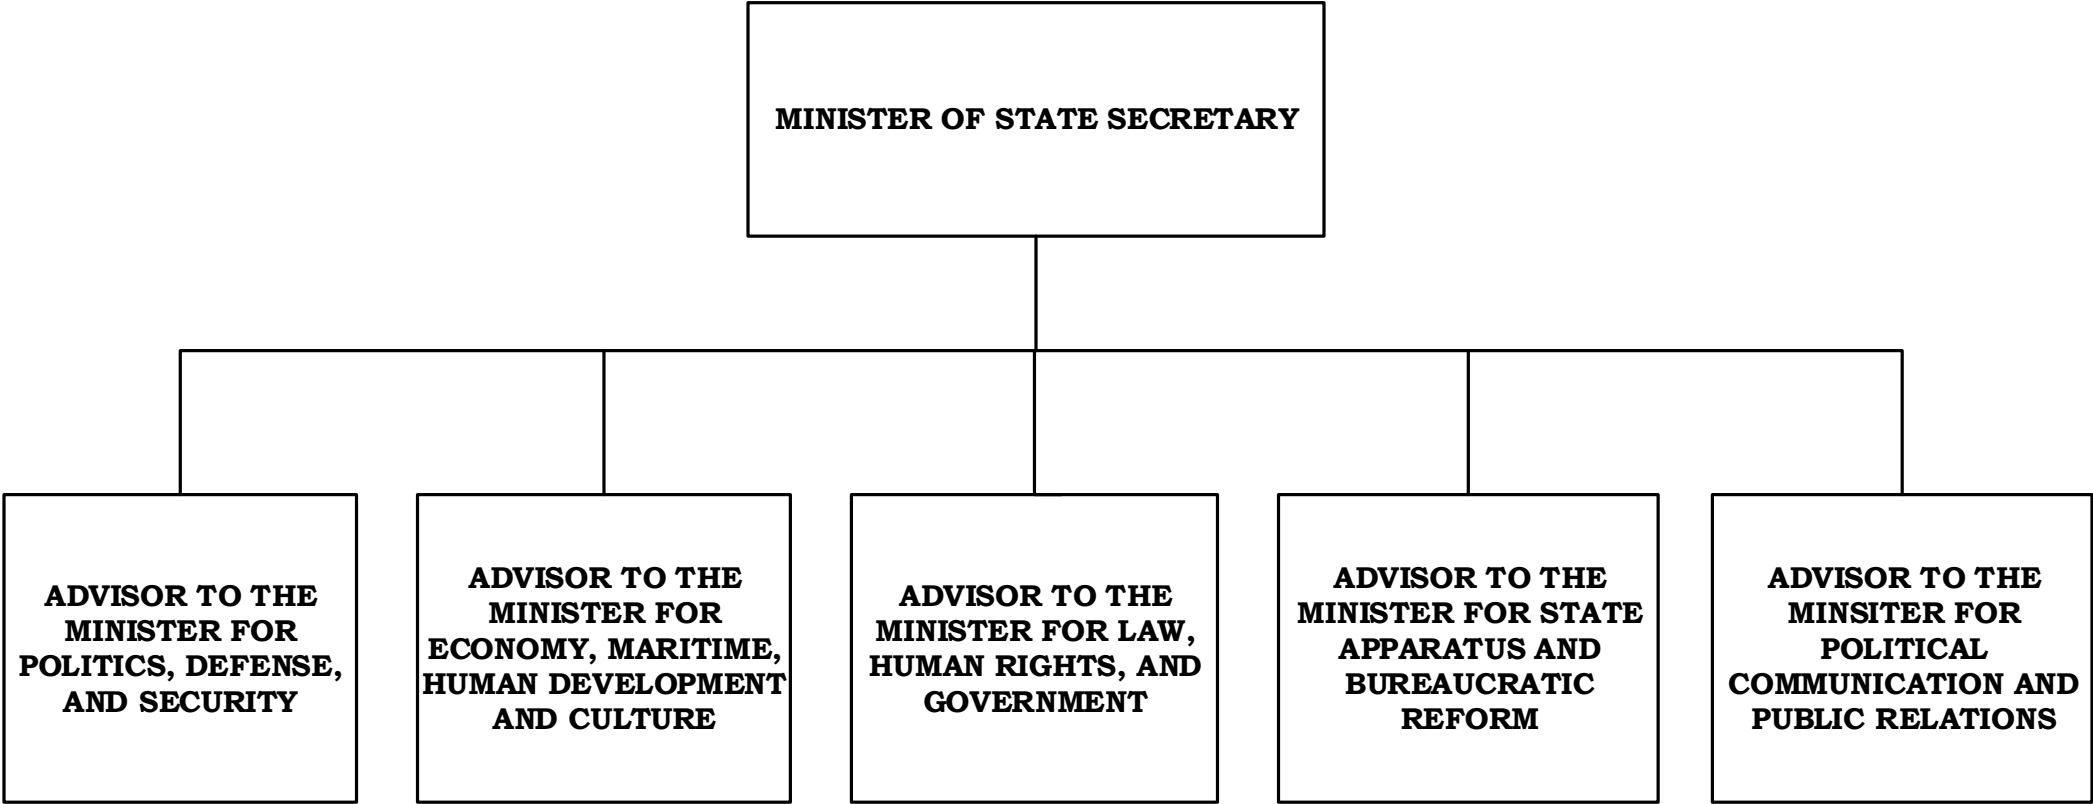 MINISTER OF STATE SECRETARY
ADVISOR TO THE
MINISTER FOR
POLITICS, DEFENSE,
AND SECURITY
ADVISOR TO THE
MINISTER FOR
ECONOMY, MARITIME,
HUMAN DEVELOPMENT
AND CULTURE
ADVISOR TO THE
MINISTER FOR LAW,
HUMAN RIGHTS, AND
GOVERNMENT
ADVISOR TO THE
MINISTER FOR STATE
APPARATUS AND
BUREAUCRATIC
REFORM
ADVISOR TO THE
MINSITER FOR
POLITICAL
COMMUNICATION AND
PUBLIC RELATIONS